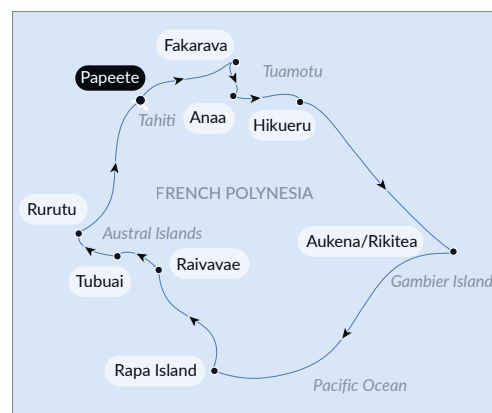 Fakarava
Papeete
Tuamotu
Tahiti
Anaa
Hikueru
FRENCH POLYNESIA
Rurutu
Austral Islands
Aukena/Rikitea
Raivavae
Tubuai
Gambier Island
Rapa Island
Pacific Ocean